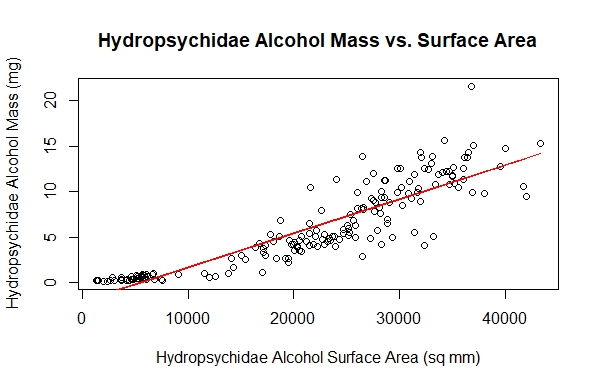 Hydropsychidae Alcohol Mass vs. Surface Area
Hydropsychidae Alcohol Mass (mg)
20
15
10
5
0
0 10000 20000 30000 40000
Hydropsychidae Alcohol Surface Area (sq mm)